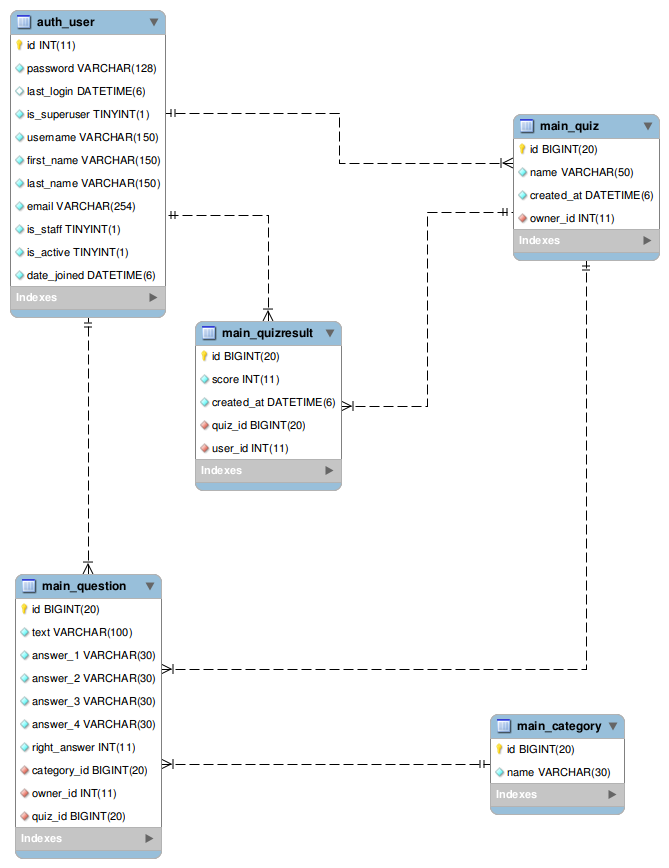 auth_user
id INT(11)
password VARCHAR(128)
last_login DATETIME(6)
is_superuser TINYINT(1)
username VARCHAR(150)
first_name VARCHAR(150)
last_name VARCHAR(150)
email VARCHAR(254)
is_staff TINYINT(1)
is_active TINYINT(1)
date_joined DATETIME(6)
Indexes
main_quiz
id BIGINT(20)
name VARCHAR(50)
created_at DATETIME(6)
owner_id INT(11)
Indexes
main_quizresult
id BIGINT(20)
score INT(11)
created_at DATETIME(6)
quiz_id BIGINT(20)
user_id INT(11)
Indexes
main_question
id BIGINT(20)
text VARCHAR(100)
answer_1 VARCHAR(30)
answer_2 VARCHAR(30)
answer_3 VARCHAR(30)
answer_4 VARCHAR(30)
right_answer INT(11)
category_id BIGINT(20)
owner_id INT(11)
quiz_id BIGINT(20)
Indexes
main_category
id BIGINT(20)
name VARCHAR(30)
Indexes